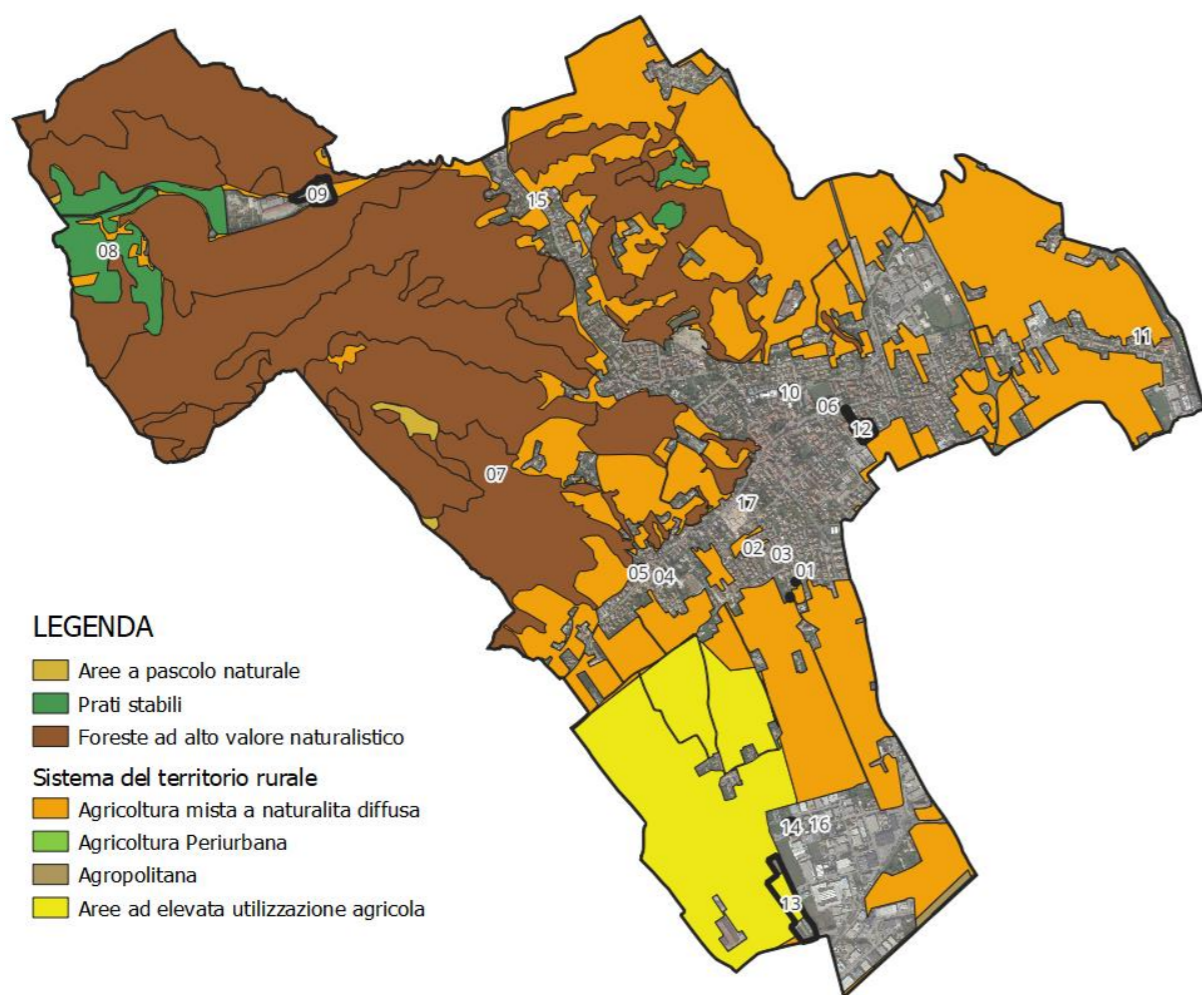 09
15
08
11
10
06
12
07
17
02
03
05
04
01
14
16
13
LEGENDA
Aree a pascolo naturale
Prati stabili
Foreste ad alto valore naturalistico
Sistema del territorio rurale
Agricoltura mista a naturalita diffusa
Agricoltura Periurbana
Agropolitana
Aree ad elevata utilizzazione agricola